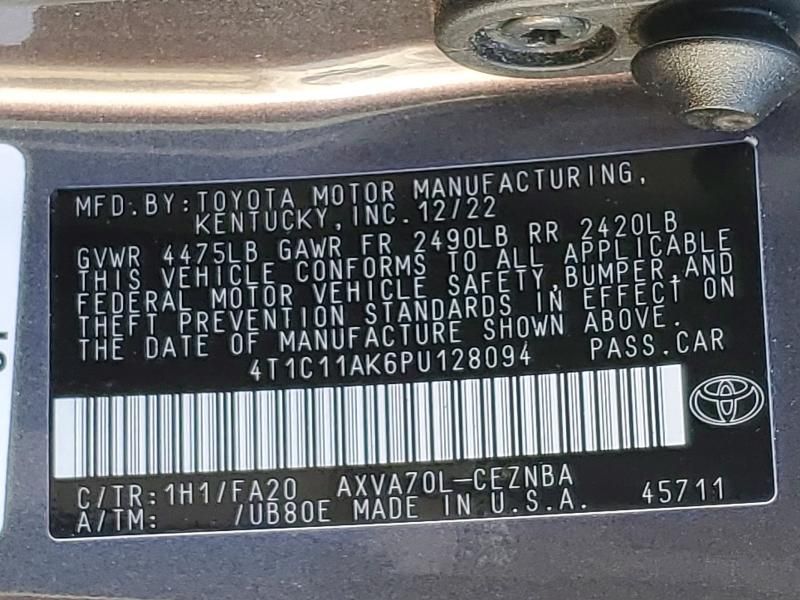 MFD. BY: TOYOTA MOTOR MANUFACTURING,
KENTUCKY, INC. 12/22
GVWR 4475LB GAWR FR 2490LB RR 2420LB
THIS VEHICLE CONFORMS TO ALL APPLICABLE
FEDERAL MOTOR VEHICLE SAFETY, BUMPER, AND
THEFT PREVENTION STANDARDS IN EFFECT ON
THE DATE OF MANUFACTURE SHOWN ABOVE.
4T1C11AK6PU128094 PASS. CAR
C/TR: 1H1/FA20 AXVA70L-CEZNBA
A/TM: /UB80E MADE IN U.S.A. 45711